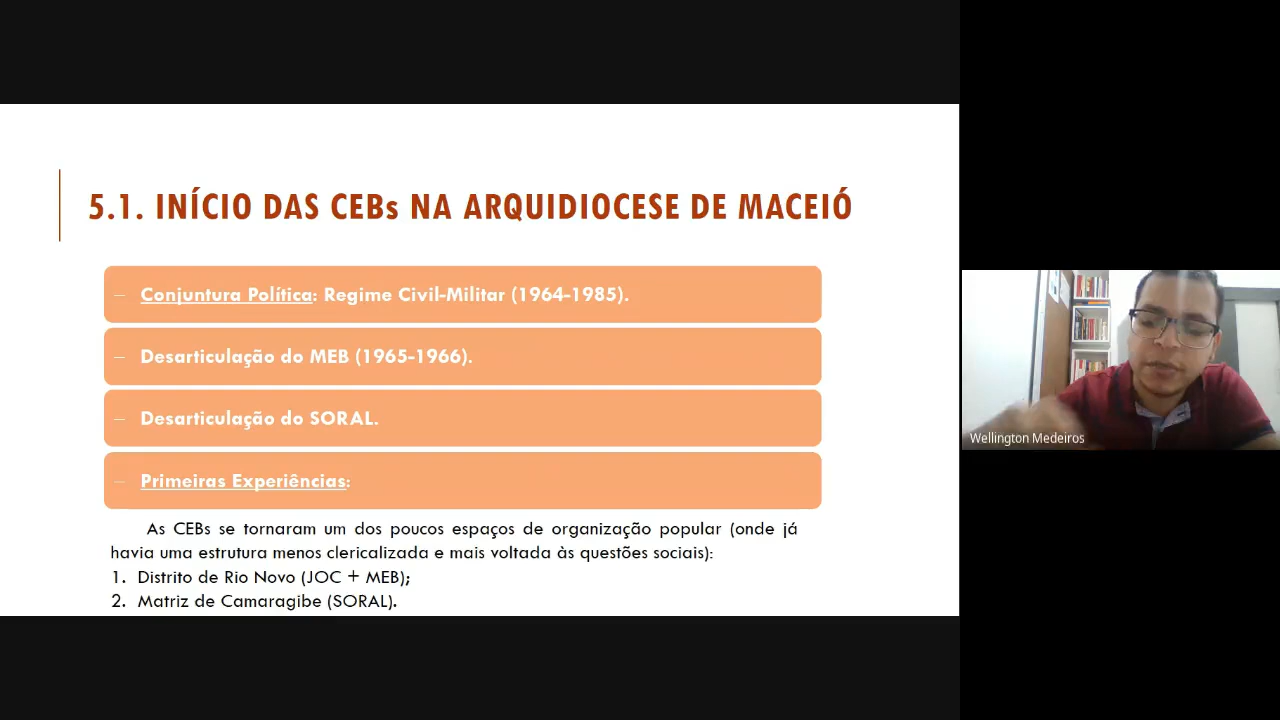 5.1. INÍCIO DAS CEBs NA ARQUIDIOCESE DE MACEIÓ
– Conjuntura Política: Regime Civil-Militar (1964-1985).
– Desarticulação do MEB (1965-1966).
– Desarticulação do SORAL.
– Primeiras Experiências:
As CEBs se tornaram um dos poucos espaços de organização popular (onde já
havia uma estrutura menos clericalizada e mais voltada às questões sociais):
1. Distrito de Rio Novo (JOC + MEB);
2. Matriz de Camaragibe (SORAL).
Wellington Medeiros